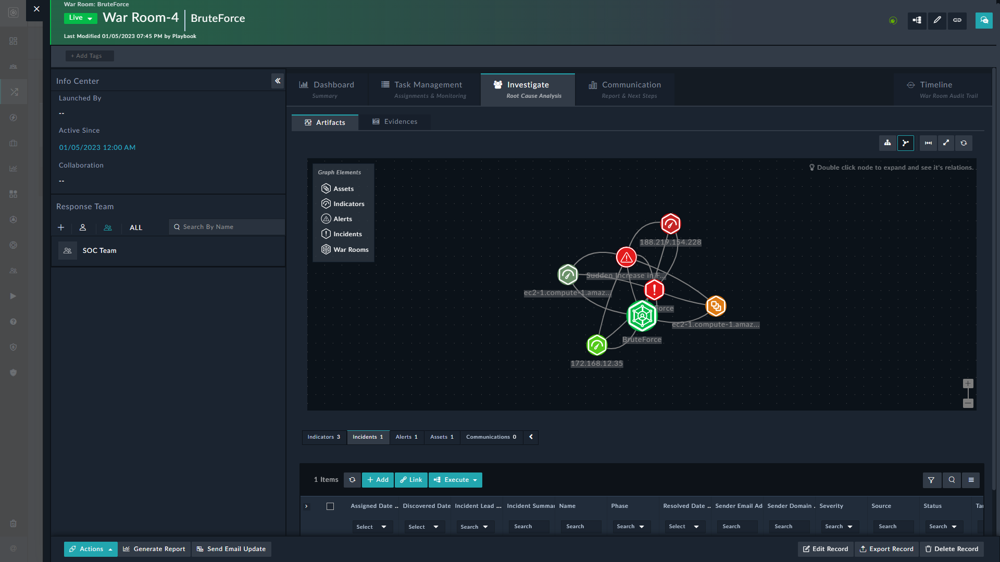 War Room: BruteForce
Live
War Room-4
BruteForce
Last Modified 01/05/2023 07:45 PM by Playbook
+ Add Tags
Info Center
Launched By
--
Active Since
01/05/2023 12:00 AM
Collaboration
--
Response Team
ALL
Search By Name
SOC Team
Dashboard
Summary
Task Management
Assignments & Monitoring
Investigate
Root Cause Analysis
Communication
Report & Next Steps
Timeline
War Room Audit Trail
Artifacts
Evidences
Double click node to expand and see it's relations.
Graph Elements
Assets
Indicators
Alerts
Incidents
War Rooms
188.219.154.228
Sudden Increase in F...
ec2-1.compute-1.amaz...
Force
ec2-1.compute-1.amaz...
BruteForce
172.168.12.35
Indicators 3
Incidents 1
Alerts 1
Assets 1
Communications 0
1 Items
+ Add
Link
Execute
Assigned Date ..
Discovered Date
Incident Lead ...
Incident Summar
Name
Phase
Resolved Date ..
Sender Email Ad
Sender Domain .
Severity
Source
Status
Tar
Select
Select
Search
Search
Search
Search
Select
Search
Search
Search
Search
Search
Actions
Generate Report
Send Email Update
Edit Record
Export Record
Delete Record